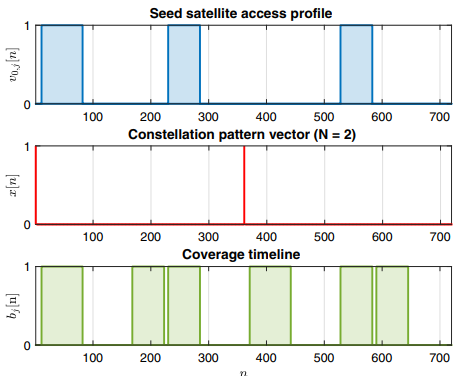 Seed satellite access profile
1
v0,j[n]
0
100 200 300 400 500 600 700
Constellation pattern vector (N = 2)
1
x[n]
0
100 200 300 400 500 600 700
Coverage timeline
1
bj[n]
0
100 200 300 400 500 600 700
n